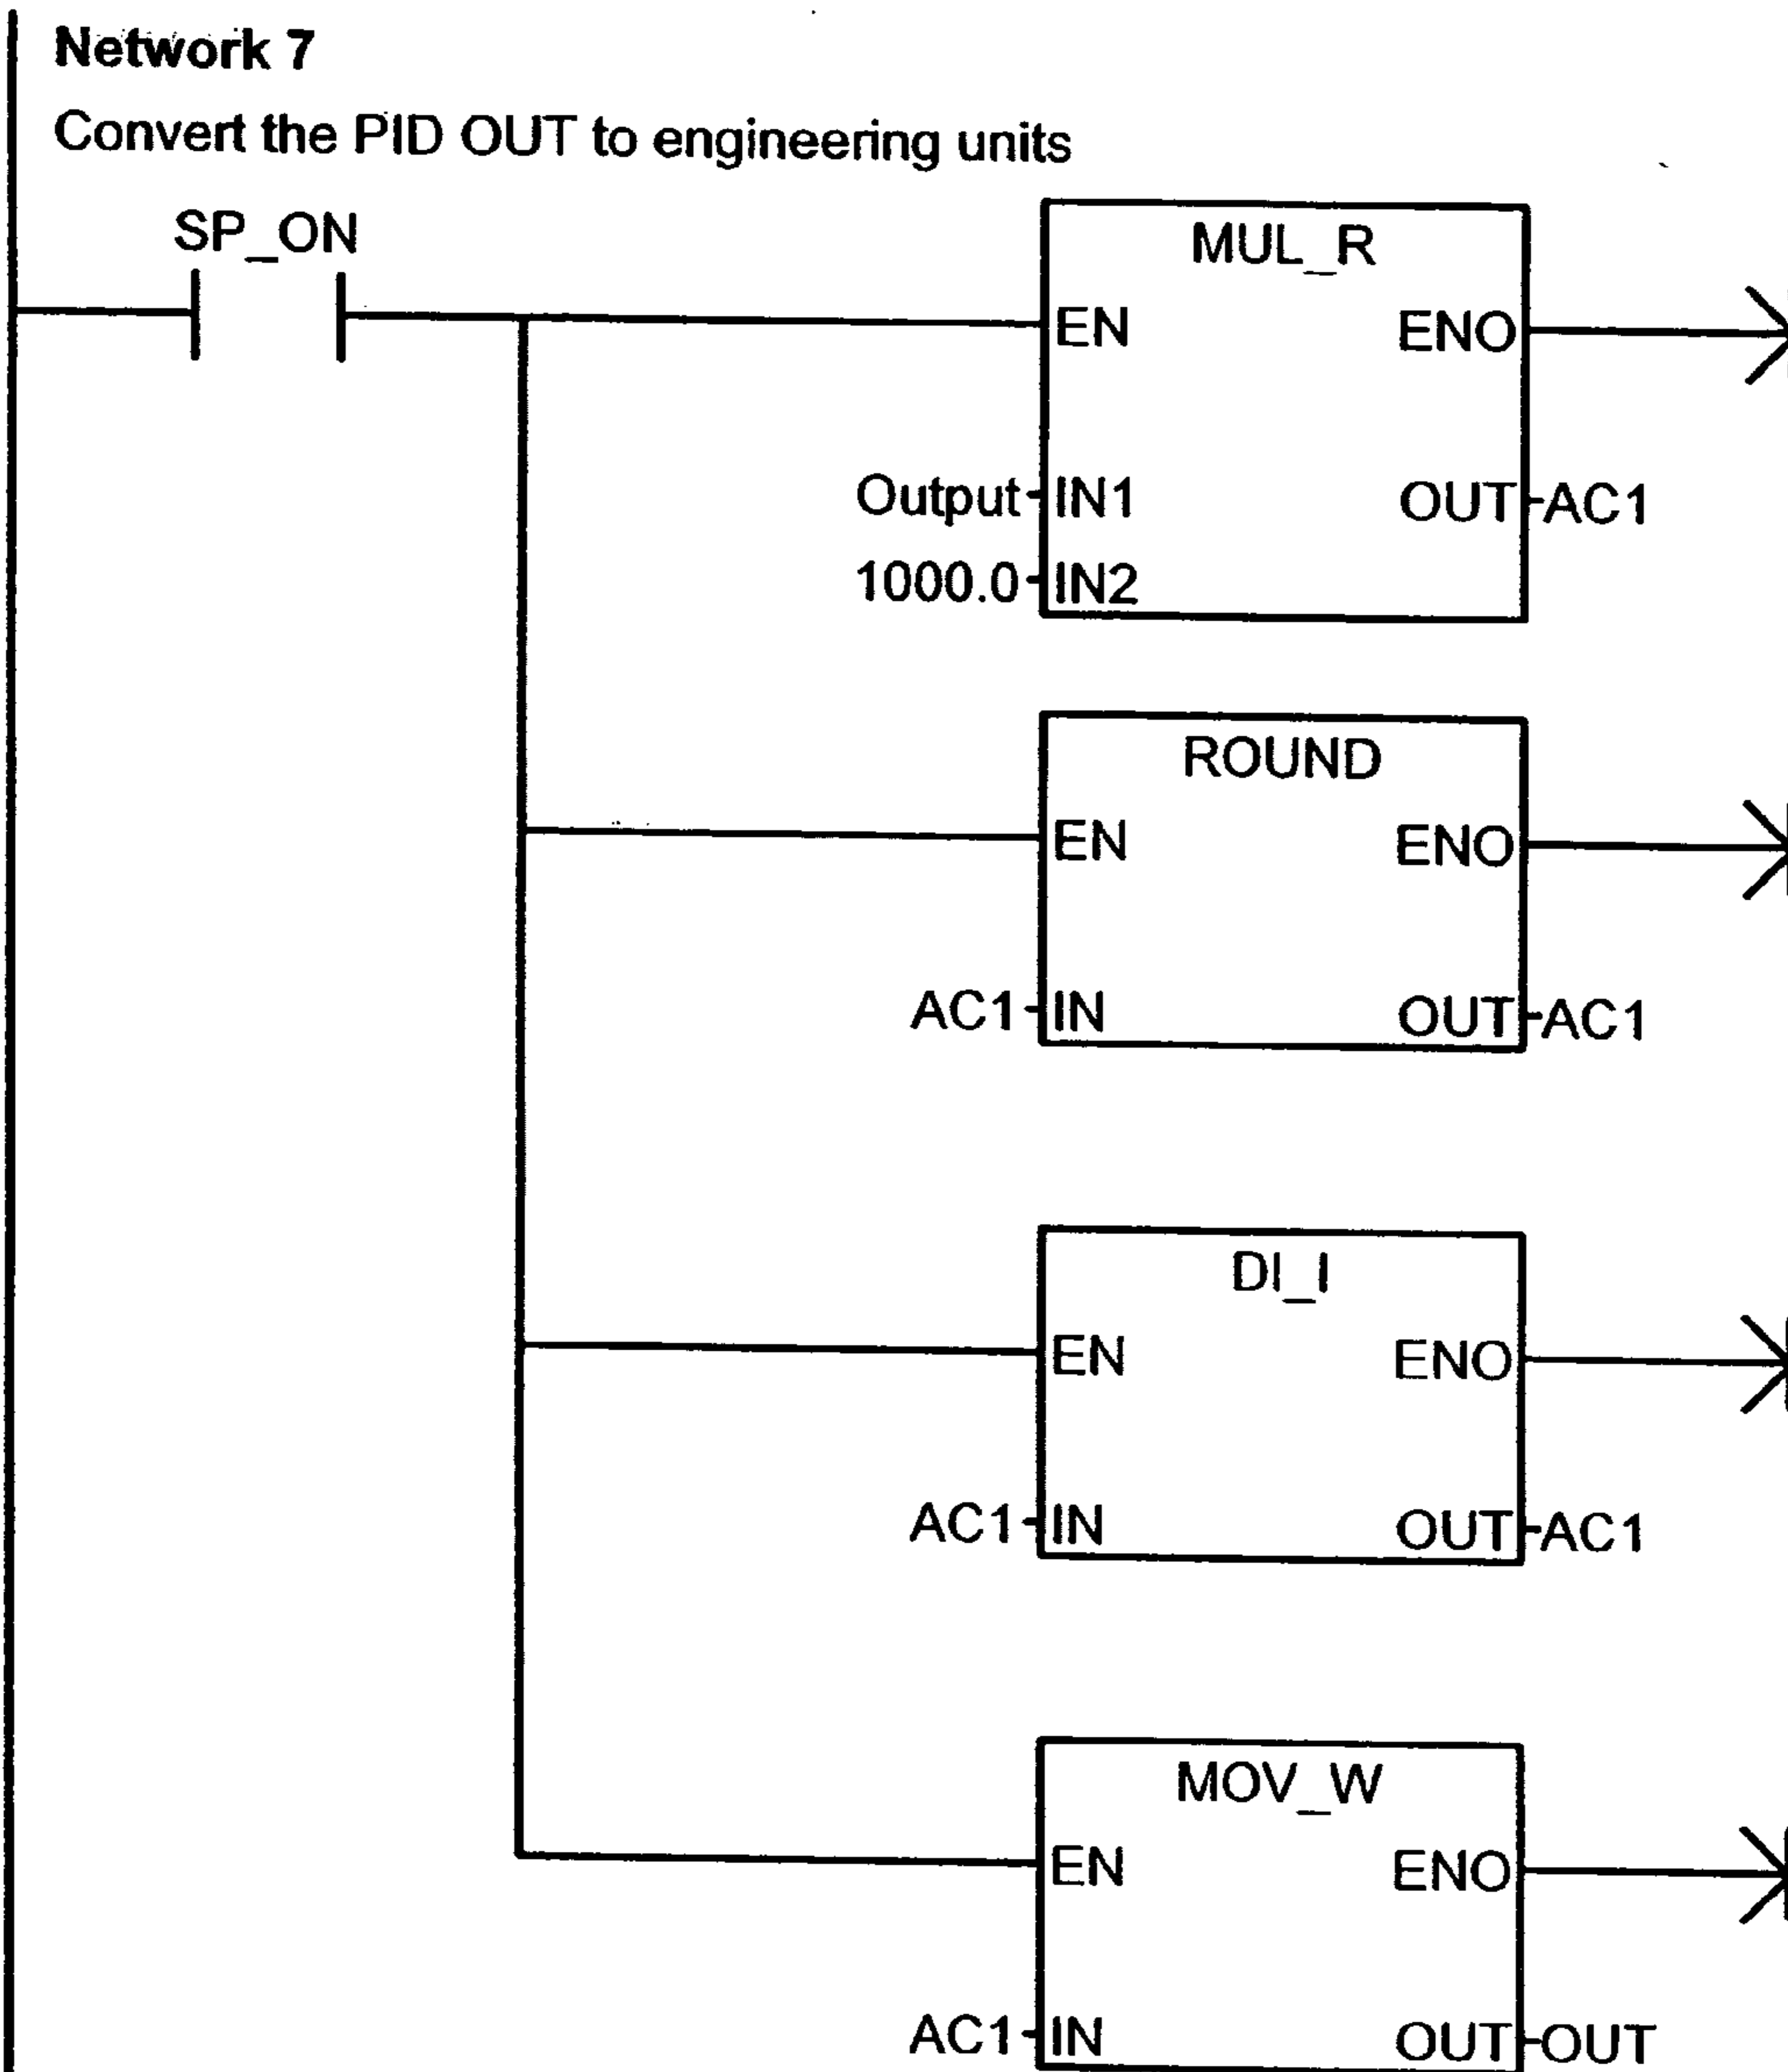 Network 7
Convert the PID OUT to engineering units
SP_ON
MUL_R
EN ENO
Output IN1 OUT AC1
1000.0 IN2
ROUND
EN ENO
AC1 IN OUT AC1
DI_I
EN ENO
AC1 IN OUT AC1
MOV_W
EN ENO
AC1 IN OUT OUT